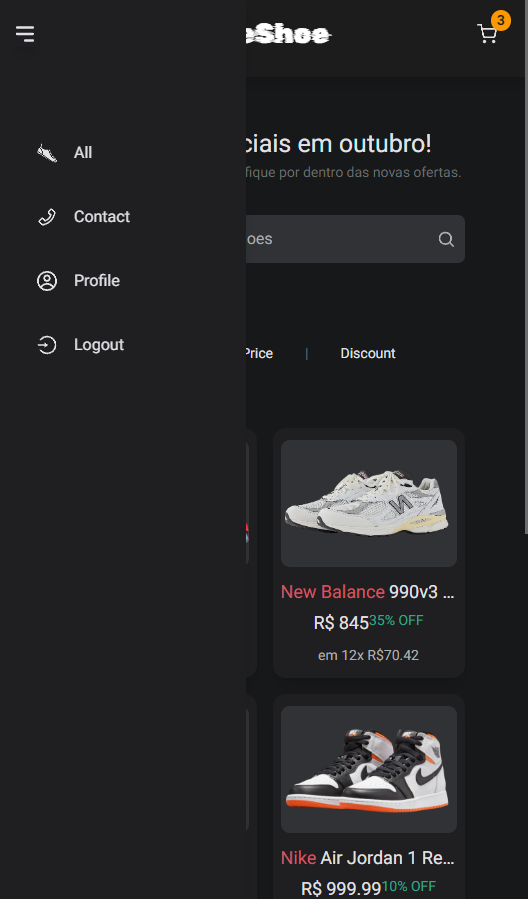 eShoe
3
All
Contact
Profile
Logout
ciais em outubro!
fique por dentro das novas ofertas.
oes
Price | Discount
New Balance 990v3 ...
R$ 845 35% OFF
em 12x R$70.42
Nike Air Jordan 1 Re...
R$ 999.99 10% OFF